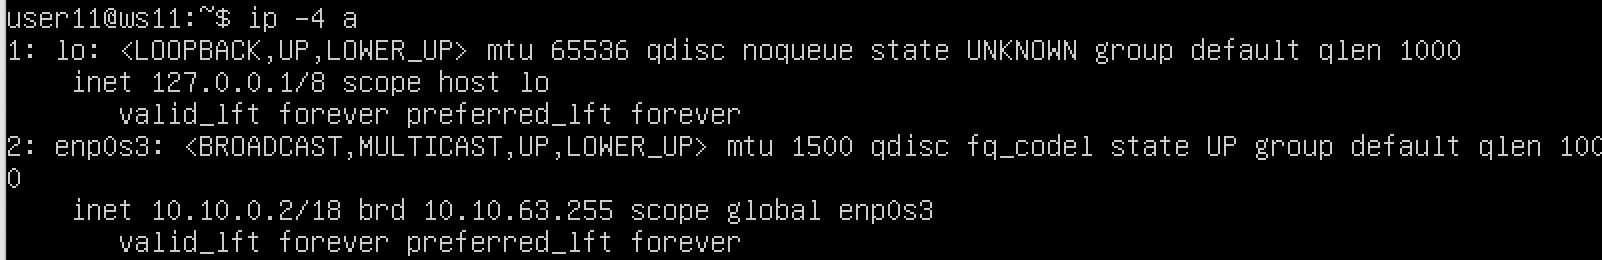 user11@ws11:~$ ip -4 a
1: lo: <LOOPBACK,UP,LOWER_UP> mtu 65536 qdisc noqueue state UNKNOWN group default qlen 1000
    inet 127.0.0.1/8 scope host lo
       valid_lft forever preferred_lft forever
2: enp0s3: <BROADCAST,MULTICAST,UP,LOWER_UP> mtu 1500 qdisc fq_codel state UP group default qlen 100
0
    inet 10.10.0.2/18 brd 10.10.63.255 scope global enp0s3
       valid_lft forever preferred_lft forever